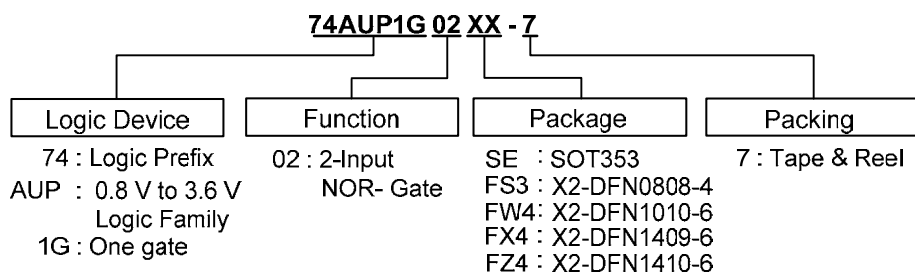 74AUP1G 02 XX - 7
Logic Device
74 : Logic Prefix
AUP : 0.8 V to 3.6 V
Logic Family
1G : One gate
Function
02 : 2-Input
NOR- Gate
Package
SE : SOT353
FS3 : X2-DFN0808-4
FW4 : X2-DFN1010-6
FX4 : X2-DFN1409-6
FZ4 : X2-DFN1410-6
Packing
7 : Tape & Reel